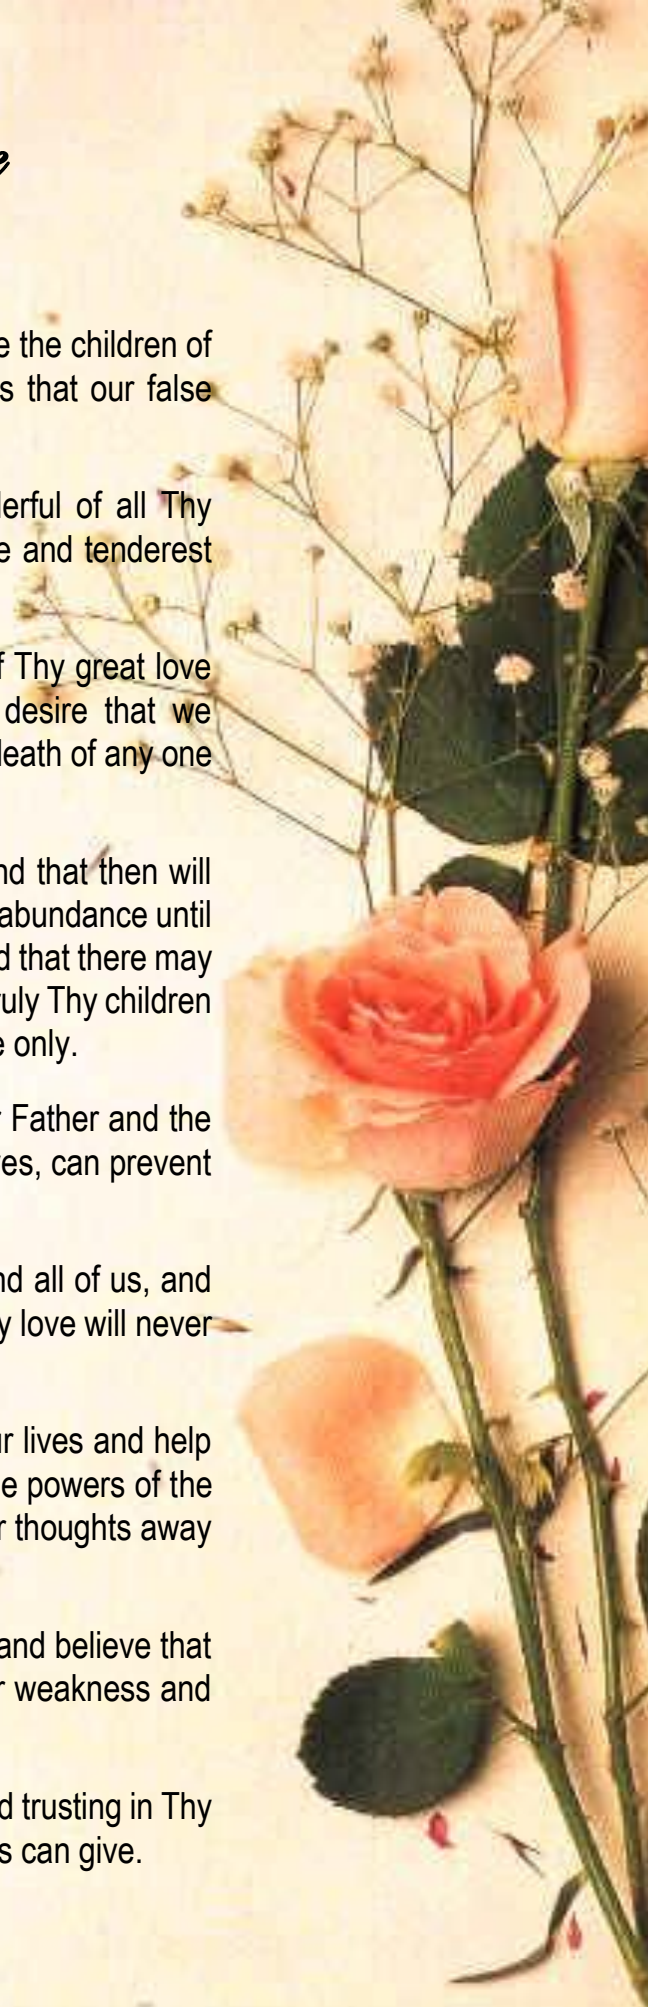 e
e the children of
s that our false
lerful of all Thy
e and tenderest
f Thy great love
desire that we
leath of any one
nd that then will
abundance until
d that there may
ruly Thy children
e only.
r Father and the
ves, can prevent
nd all of us, and
y love will never
ur lives and help
e powers of the
r thoughts away
and believe that
r weakness and
d trusting in Thy
s can give.